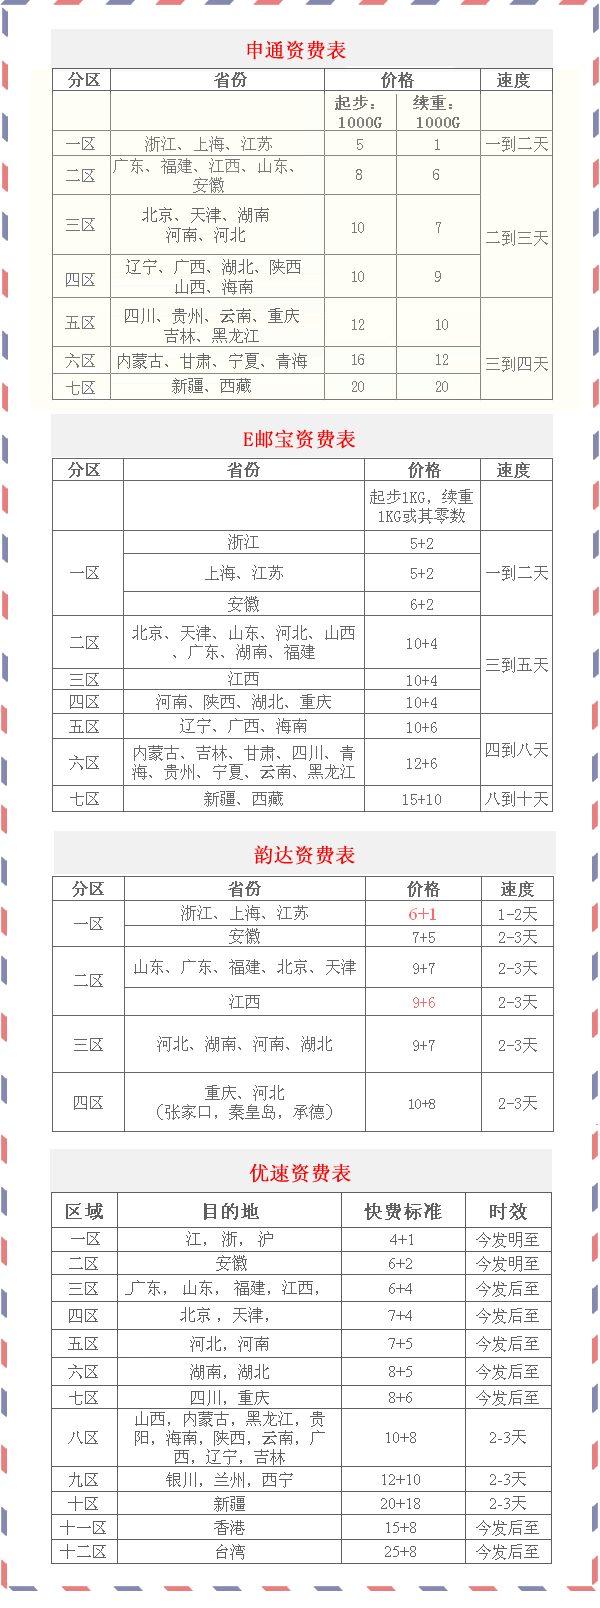 申通资费表
分区 省份 价格 速度
起步： 续重：
1000G 1000G
一区 浙江、上海、江苏 5 1 一到二天
二区 广东、福建、江西、山东、
安徽 8 6
三区 北京、天津、湖南
河南、河北 10 7 二到三天
四区 辽宁、广西、湖北、陕西
山西、海南 10 9
五区 四川、贵州、云南、重庆
吉林、黑龙江 12 10
六区 内蒙古、甘肃、宁夏、青海 16 12 三到四天
七区 新疆、西藏 20 20
E邮宝资费表
分区 省份 价格 速度
起步1KG，续重
1KG或其零数
浙江 5+2
一区 上海、江苏 5+2 一到二天
安徽 6+2
二区 北京、天津、山东、河北、山西
、广东、湖南、福建 10+4
三到五天
三区 江西 10+4
四区 河南、陕西、湖北、重庆 10+4
五区 辽宁、广西、海南 10+6
四到八天
六区 内蒙古、吉林、甘肃、四川、青
海、贵州、宁夏、云南、黑龙江 12+6
七区 新疆、西藏 15+10 八到十天
韵达资费表
分区 省份 价格 速度
一区 浙江、上海、江苏 6+1 1-2天
安徽 7+5 2-3天
二区 山东、广东、福建、北京、天津 9+7 2-3天
江西 9+6 2-3天
三区 河北、湖南、河南、湖北 9+7 2-3天
四区 重庆、河北
（张家口，秦皇岛，承德） 10+8 2-3天
优速资费表
区域 目的地 快费标准 时效
一区 江， 浙， 沪 4+1 今发明至
二区 安徽 6+2 今发明至
三区 广东， 山东， 福建，江西， 6+4 今发后至
四区 北京，天津， 7+4 今发后至
五区 河北，河南 7+5 今发后至
六区 湖南，湖北 8+5 今发后至
七区 四川，重庆 8+6 今发后至
八区 山西，内蒙古，黑龙江，贵
阳，海南，陕西，云南，广
西，辽宁，吉林 10+8 2-3天
九区 银川，兰州，西宁 12+10 2-3天
十区 新疆 20+18 2-3天
十一区 香港 15+8 今发后至
十二区 台湾 25+8 今发后至